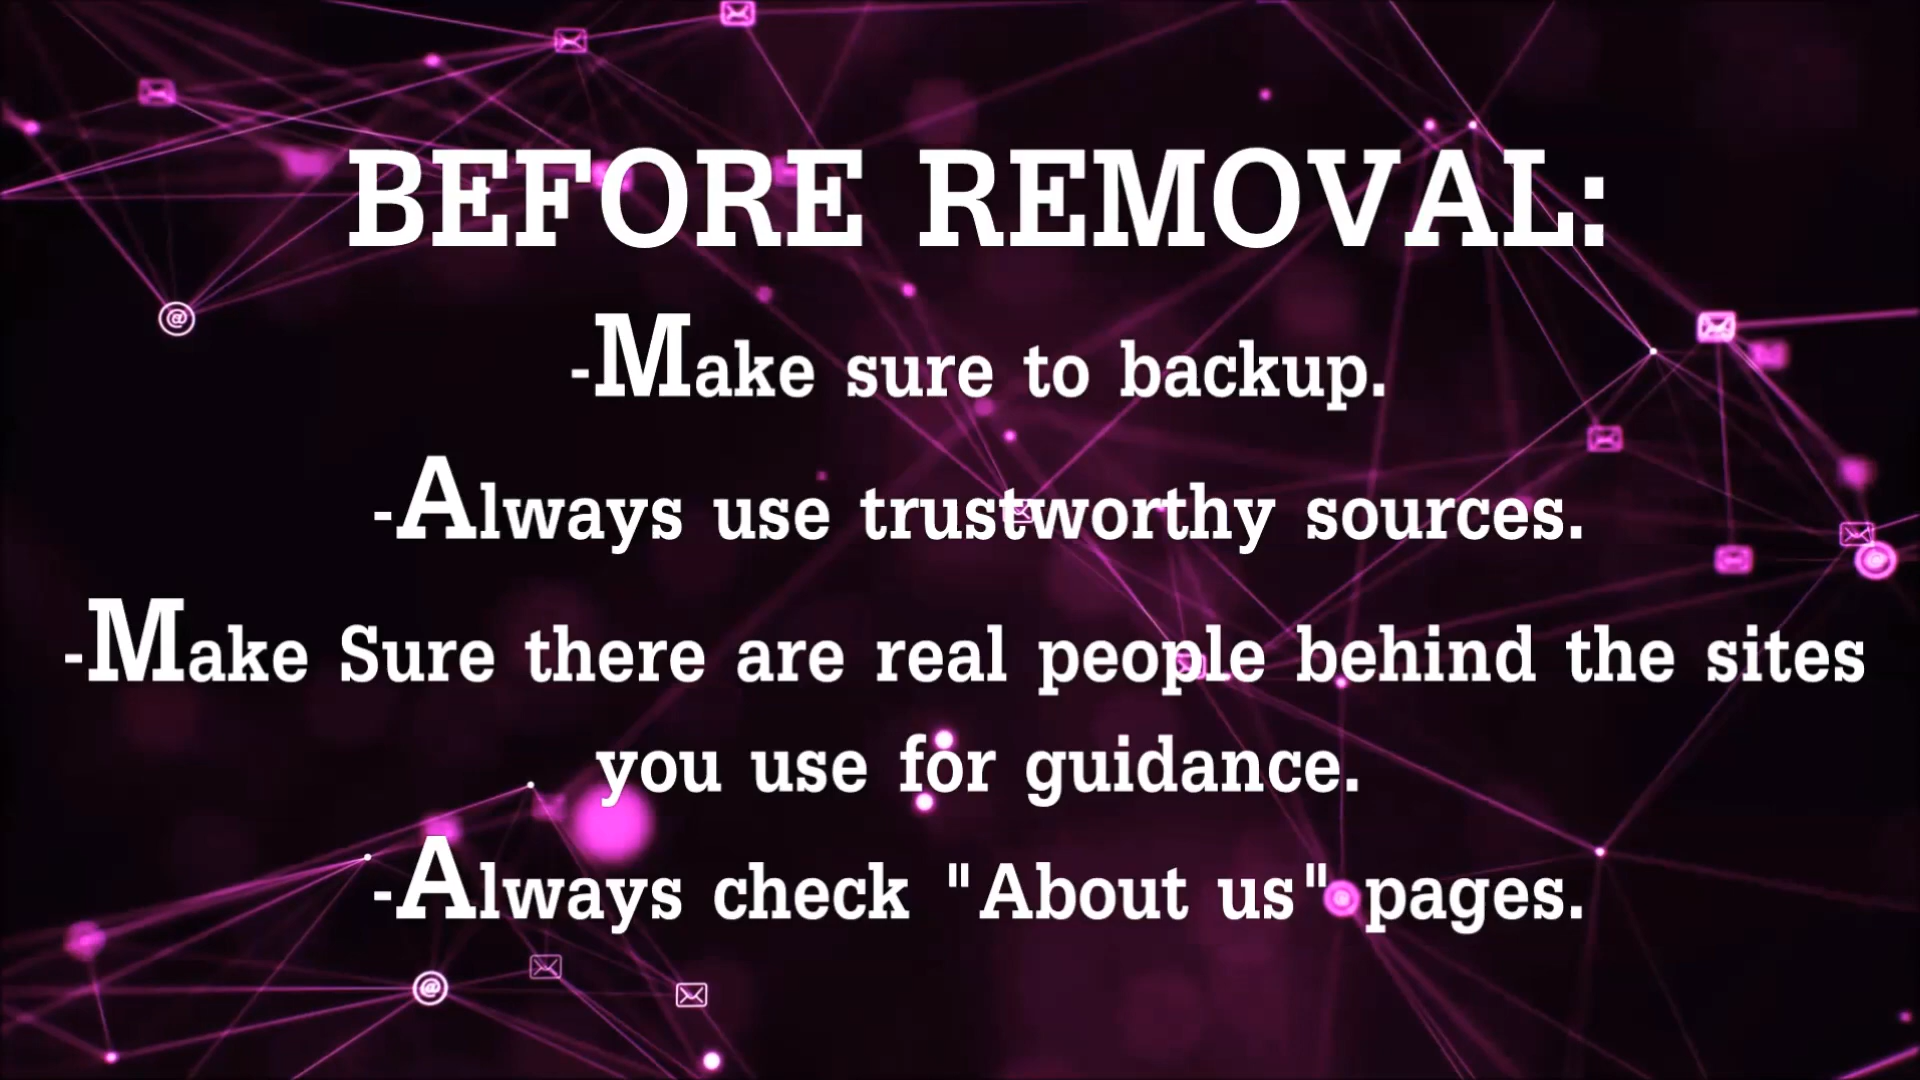 BEFORE REMOVAL:
-Make sure to backup.
-Always use trustworthy sources.
-Make Sure there are real people behind the sites
you use for guidance.
-Always check "About us" pages.